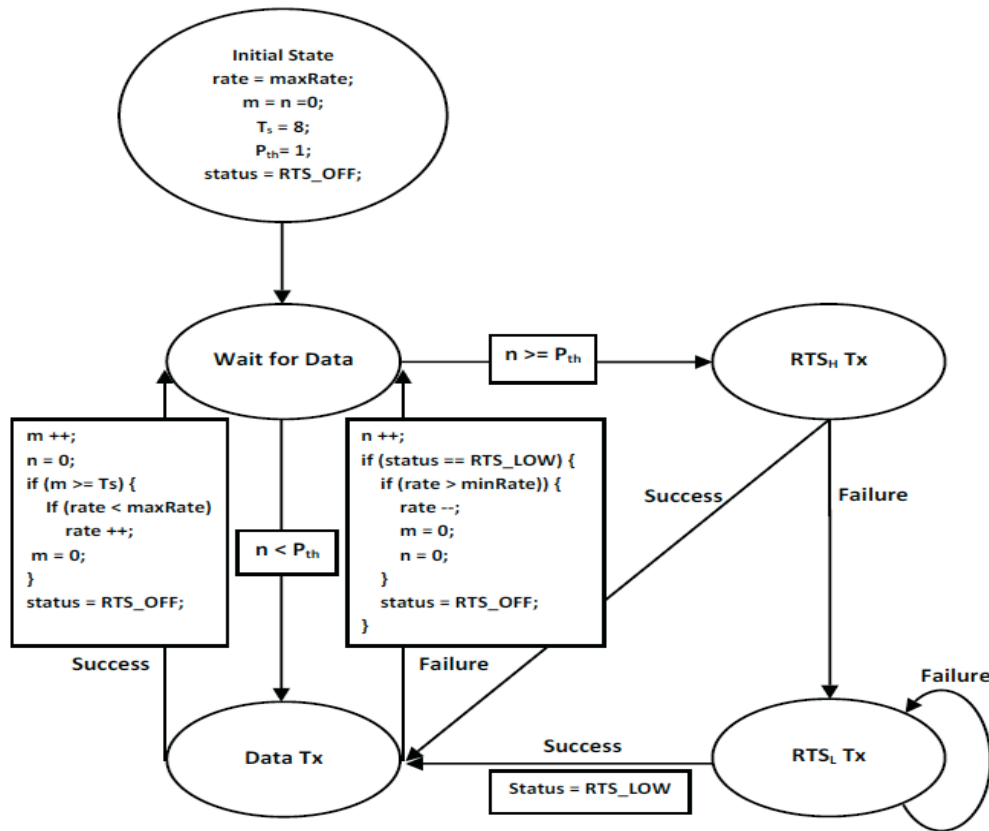 Initial State
rate = maxRate;
m = n =0;
Ts = 8;
Pth= 1;
status = RTS_OFF;
Wait for Data
n >= Pth
RTSH Tx
m ++;
n = 0;
if (m >= Ts) {
If (rate < maxRate)
rate ++;
m = 0;
}
status = RTS_OFF;
n < Pth
n ++;
if (status == RTS_LOW) {
if (rate > minRate)) {
rate --;
m = 0;
n = 0;
}
status = RTS_OFF;
}
Success
Failure
Success
Failure
Data Tx
Success
Status = RTS_LOW
RTSL Tx
Failure